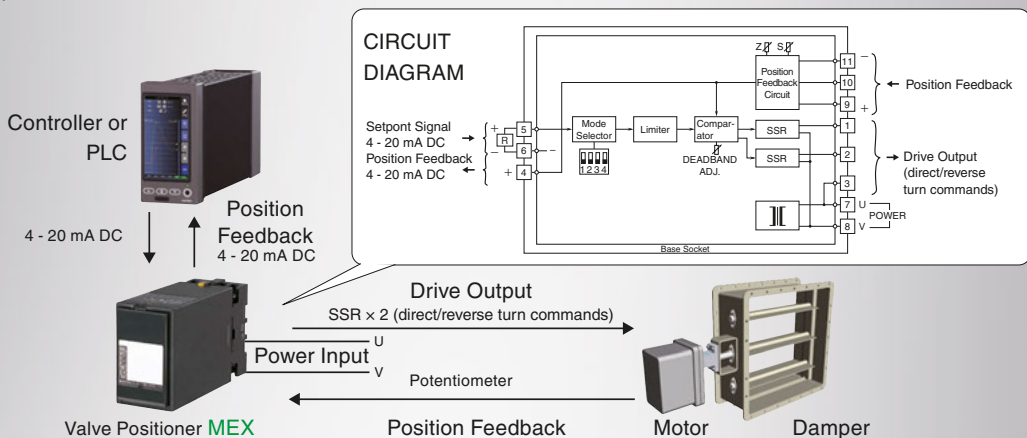 CIRCUIT
DIAGRAM
Z S
Position
Feedback
Circuit
11 −
10
9 +
Position Feedback
Setpont Signal
4 - 20 mA DC
Position Feedback
4 - 20 mA DC
+ 5
R
− 6
+ 4
Mode
Selector
1 2 3 4
Limiter
Compar-
ator
DEADBAND
ADJ.
SSR
SSR
1
2
3
7 U
8 V
POWER
Drive Output
(direct/reverse
turn commands)
Base Socket
Controller or
PLC
4 - 20 mA DC
Position
Feedback
4 - 20 mA DC
Drive Output
SSR × 2 (direct/reverse turn commands)
U
Power Input
V
Potentiometer
Valve Positioner MEX
Position Feedback
Motor
Damper